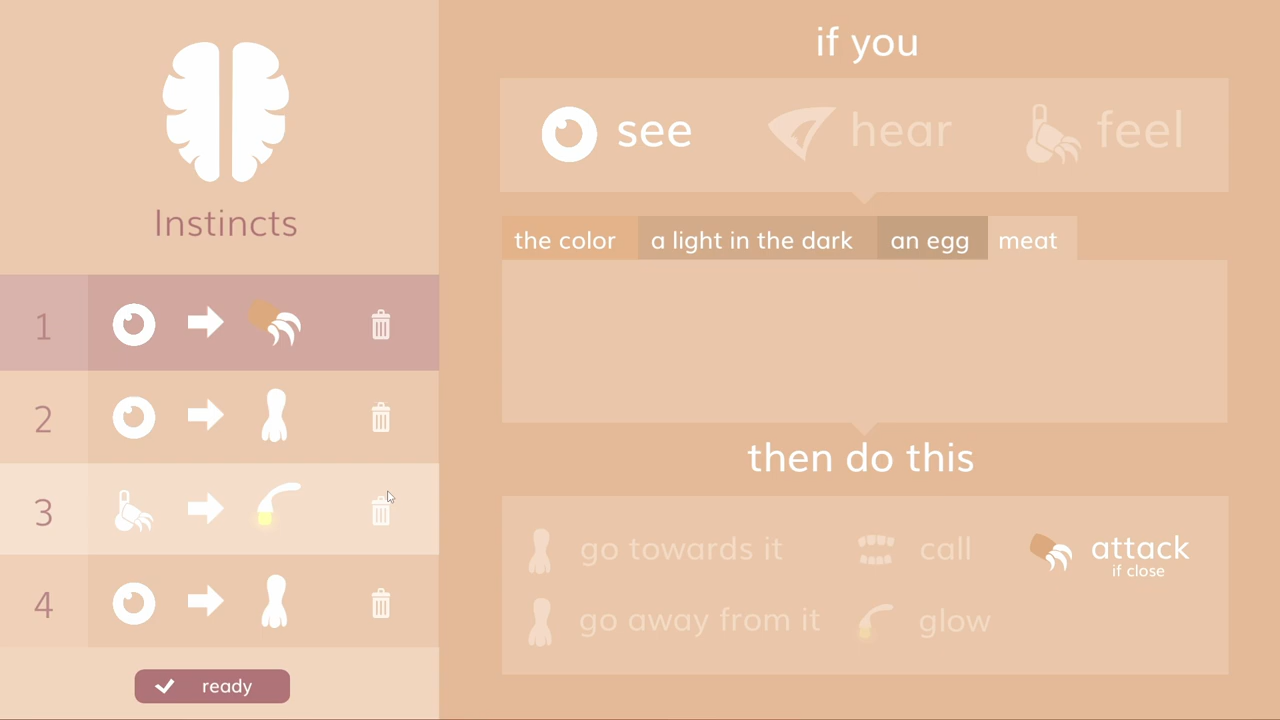 Instincts
1
2
3
4
ready
if you
see hear feel
the color a light in the dark an egg meat
then do this
go towards it call attack
if close
go away from it glow